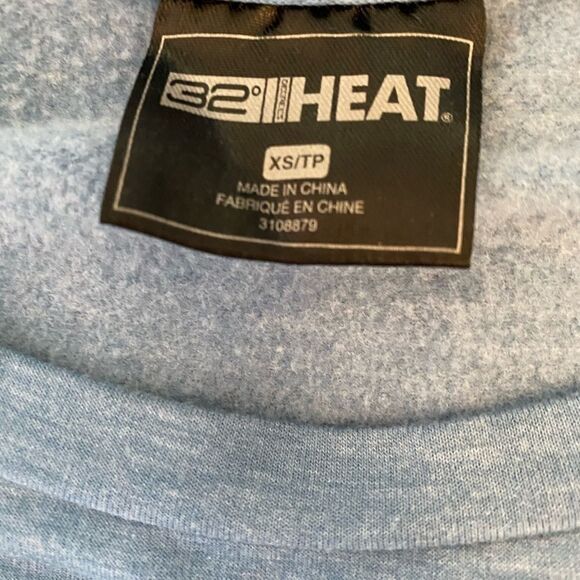 32° DEGREES HEAT®
XS/TP
MADE IN CHINA
FABRIQUÉ EN CHINE
3108879